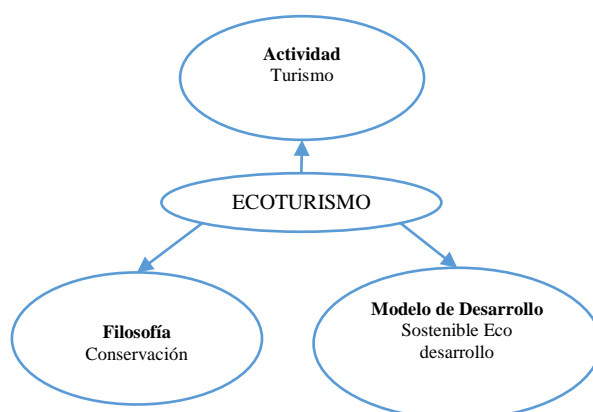 Actividad
Turismo
ECOTURISMO
Filosofía
Conservación
Modelo de Desarrollo
Sostenible Eco
desarrollo